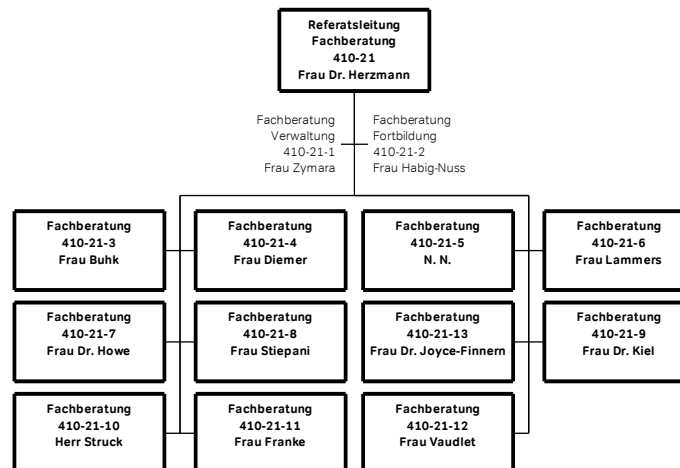 Referatsleitung
Fachberatung
410-21
Frau Dr. Herzmann
Fachberatung
Verwaltung
410-21-1
Frau Zymara
Fachberatung
Fortbildung
410-21-2
Frau Habig-Nuss
Fachberatung
410-21-3
Frau Buhk
Fachberatung
410-21-4
Frau Diemer
Fachberatung
410-21-5
N. N.
Fachberatung
410-21-6
Frau Lammers
Fachberatung
410-21-7
Frau Dr. Howe
Fachberatung
410-21-8
Frau Stiepani
Fachberatung
410-21-13
Frau Dr. Joyce-Finnern
Fachberatung
410-21-9
Frau Dr. Kiel
Fachberatung
410-21-10
Herr Struck
Fachberatung
410-21-11
Frau Franke
Fachberatung
410-21-12
Frau Vaudlet